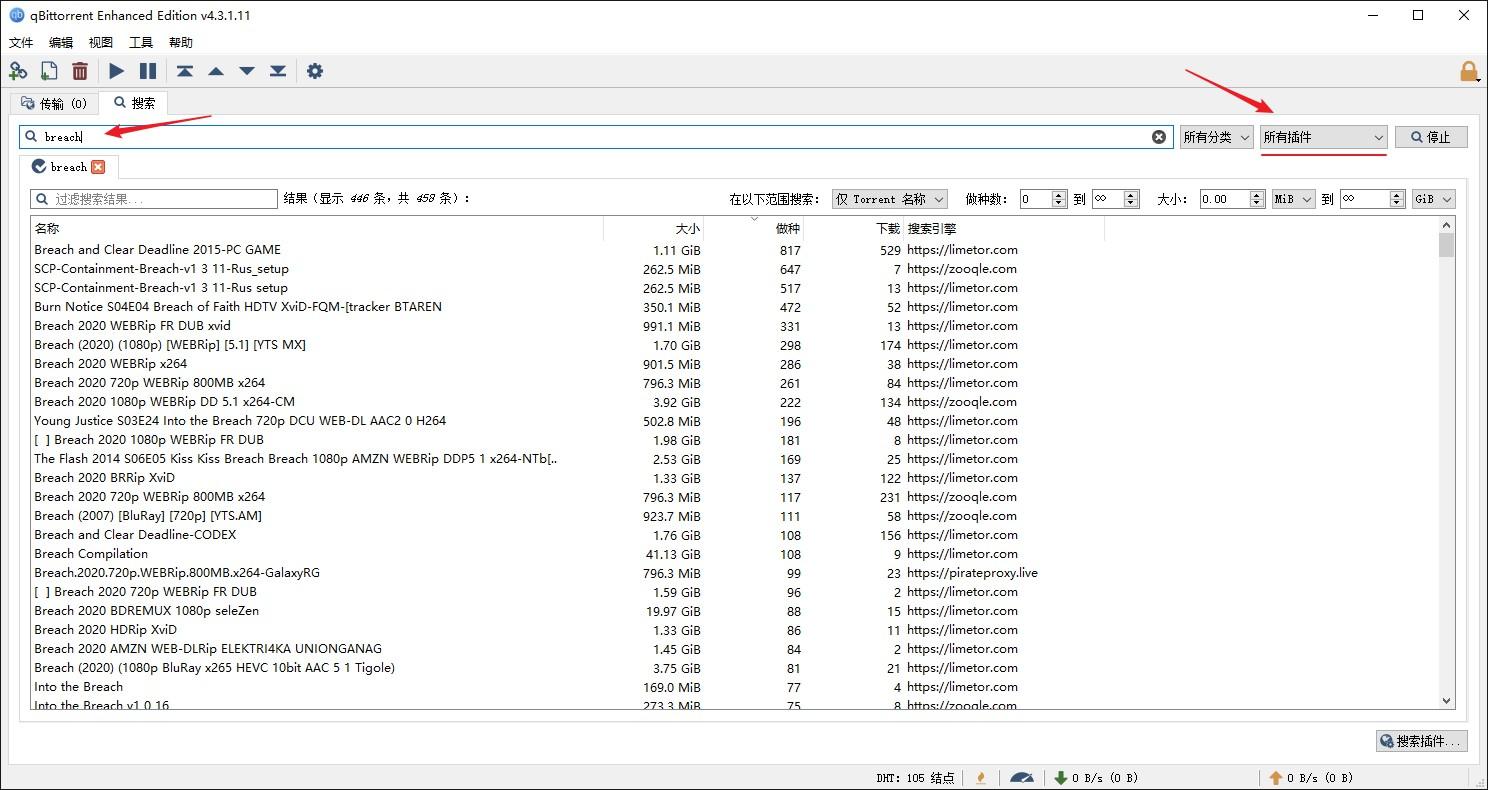 qBittorrent Enhanced Edition v4.3.1.11
文件 编辑 视图 工具 帮助
传输 (0) 搜索
breach 所有分类 所有插件 停止
breach
过滤搜索结果... 结果（显示 446 条，共 458 条）： 在以下范围搜索： 仅 Torrent 名称 做种数： 0 到 ∞ 大小： 0.00 MiB 到 ∞ GiB
名称 大小 做种 下载 搜索引擎
Breach and Clear Deadline 2015-PC GAME 1.11 GiB 817 529 https://limetor.com
SCP-Containment-Breach-v1 3 11-Rus_setup 262.5 MiB 647 7 https://zooqle.com
SCP-Containment-Breach-v1 3 11-Rus setup 262.5 MiB 517 13 https://limetor.com
Burn Notice S04E04 Breach of Faith HDTV XviD-FQM-[tracker BTAREN 350.1 MiB 472 52 https://limetor.com
Breach 2020 WEBRip FR DUB xvid 991.1 MiB 331 13 https://limetor.com
Breach (2020) (1080p) [WEBRip] [5.1] [YTS MX] 1.70 GiB 298 174 https://limetor.com
Breach 2020 WEBRip x264 901.5 MiB 286 38 https://limetor.com
Breach 2020 720p WEBRip 800MB x264 796.3 MiB 261 84 https://limetor.com
Breach 2020 1080p WEBRip DD 5.1 x264-CM 3.92 GiB 222 134 https://zooqle.com
Young Justice S03E24 Into the Breach 720p DCU WEB-DL AAC2 0 H264 502.8 MiB 196 48 https://limetor.com
[ ] Breach 2020 1080p WEBRip FR DUB 1.98 GiB 181 8 https://limetor.com
The Flash 2014 S06E05 Kiss Kiss Breach Breach 1080p AMZN WEBRip DDP5 1 x264-NTb[.. 2.53 GiB 169 25 https://limetor.com
Breach 2020 BRRip XviD 1.33 GiB 137 122 https://limetor.com
Breach 2020 720p WEBRip 800MB x264 796.3 MiB 117 231 https://zooqle.com
Breach (2007) [BluRay] [720p] [YTS.AM] 923.7 MiB 111 58 https://zooqle.com
Breach and Clear Deadline-CODEX 1.76 GiB 108 156 https://limetor.com
Breach Compilation 41.13 GiB 108 9 https://limetor.com
Breach.2020.720p.WEBRip.800MB.x264-GalaxyRG 796.3 MiB 99 23 https://pirateproxy.live
[ ] Breach 2020 720p WEBRip FR DUB 1.59 GiB 96 2 https://limetor.com
Breach 2020 BDREMUX 1080p seleZen 19.97 GiB 88 15 https://limetor.com
Breach 2020 HDRip XviD 1.33 GiB 86 11 https://limetor.com
Breach 2020 AMZN WEB-DLRip ELEKTRI4KA UNIONGANAG 1.45 GiB 84 2 https://limetor.com
Breach (2020) (1080p BluRay x265 HEVC 10bit AAC 5 1 Tigole) 3.75 GiB 81 21 https://limetor.com
Into the Breach 169.0 MiB 77 4 https://limetor.com
Into the Breach v1 0 16 273.3 MiB 75 8 https://zooqle.com
搜索插件...
DHT: 105 结点 0 B/s (0 B) 0 B/s (0 B)